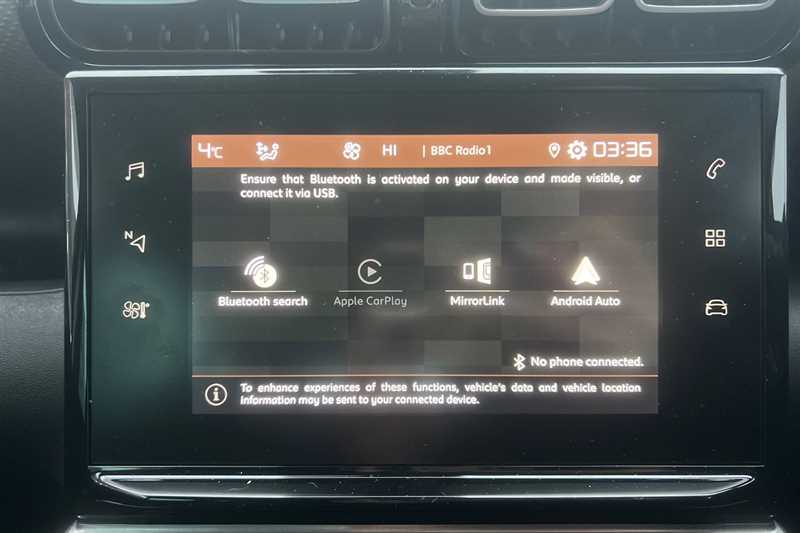 4°C HI | BBC Radio1 03:36
Ensure that Bluetooth is activated on your device and made visible, or
connect it via USB.
N
Bluetooth search Apple CarPlay MirrorLink Android Auto
No phone connected.
To enhance experiences of these functions, vehicle's data and vehicle location
information may be sent to your connected device.